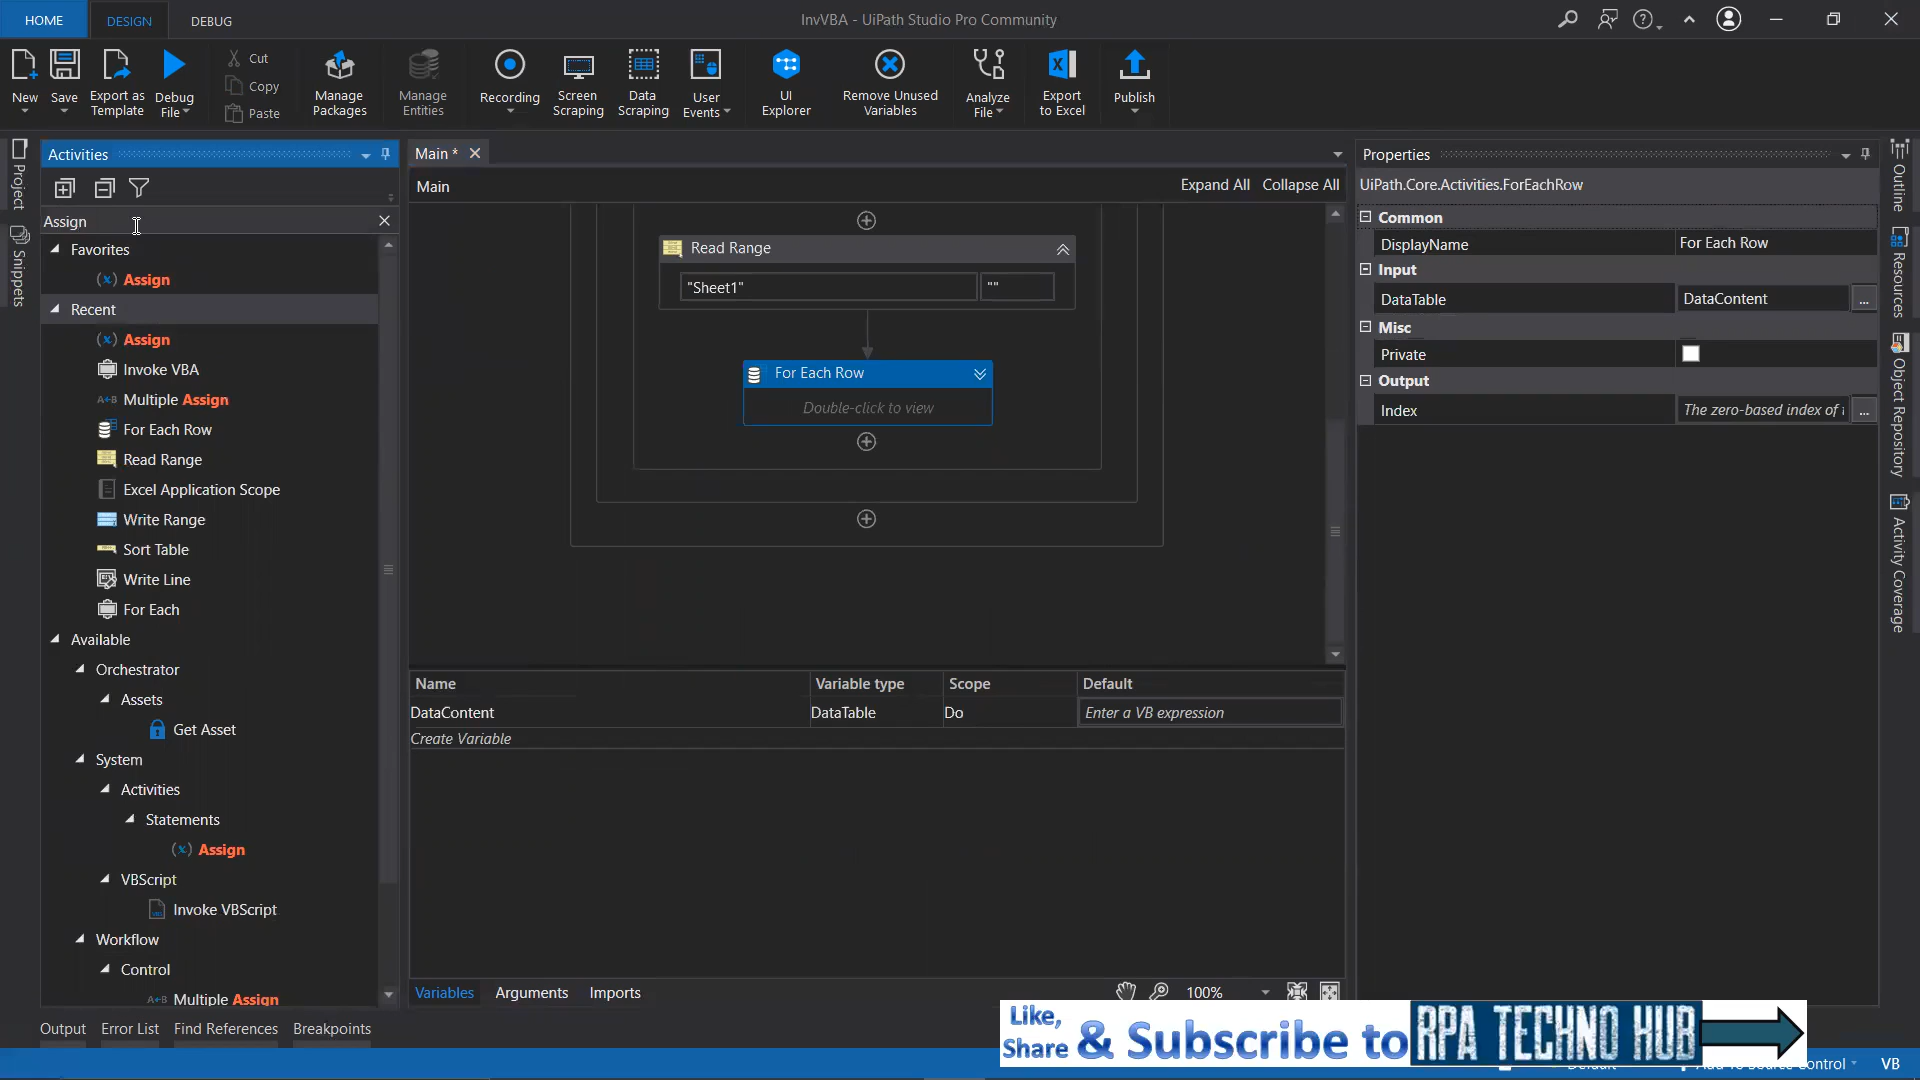 HOME
DESIGN
DEBUG
InvVBA - UiPath Studio Pro Community
New
Save
Export as Template
Debug File
Cut
Copy
Paste
Manage Packages
Manage Entities
Recording
Screen Scraping
Data Scraping
User Events
UI Explorer
Remove Unused Variables
Analyze File
Export to Excel
Publish
Project
Snippets
Activities
Assign
Favorites
Assign
Recent
Assign
Invoke VBA
Multiple Assign
For Each Row
Read Range
Excel Application Scope
Write Range
Sort Table
Write Line
For Each
Available
Orchestrator
Assets
Get Asset
System
Activities
Statements
Assign
VBScript
Invoke VBScript
Workflow
Control
Multiple Assign
Main *
Main
Expand All
Collapse All
Read Range
"Sheet1"
""
For Each Row
Double-click to view
Name
Variable type
Scope
Default
DataContent
DataTable
Do
Enter a VB expression
Create Variable
Variables
Arguments
Imports
100%
Properties
UiPath.Core.Activities.ForEachRow
Common
DisplayName
For Each Row
Input
DataTable
DataContent
...
Misc
Private
Output
Index
The zero-based index of
...
Outline
Resources
Object Repository
Activity Coverage
Output
Error List
Find References
Breakpoints
Like, Share & Subscribe to RPA TECHNO HUB
VB